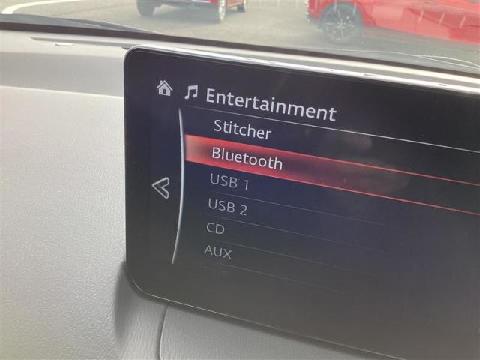 Entertainment
Stitcher
Bluetooth
USB 1
USB 2
CD
AUX